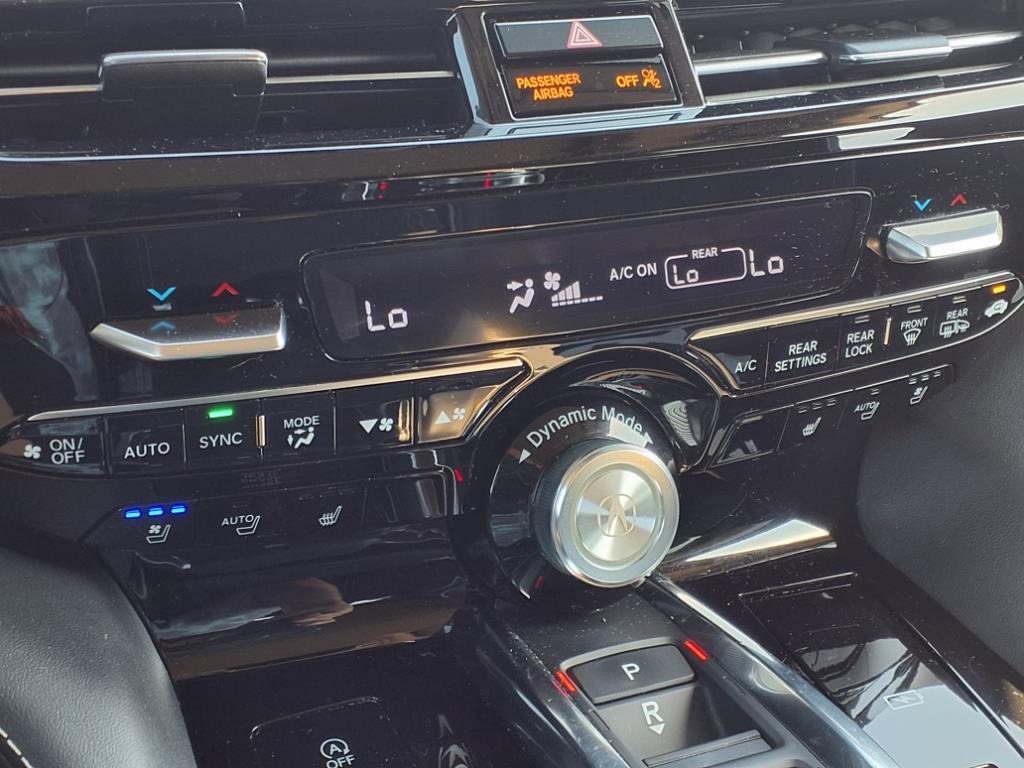 PASSENGER
AIRBAG
OFF
2
Lo
A/C ON
REAR
Lo
Lo
ON/
OFF
AUTO
SYNC
MODE
A/C
REAR
SETTINGS
REAR
LOCK
FRONT
REAR
Dynamic Mode
AUTO
AUTO
P
R
A
OFF